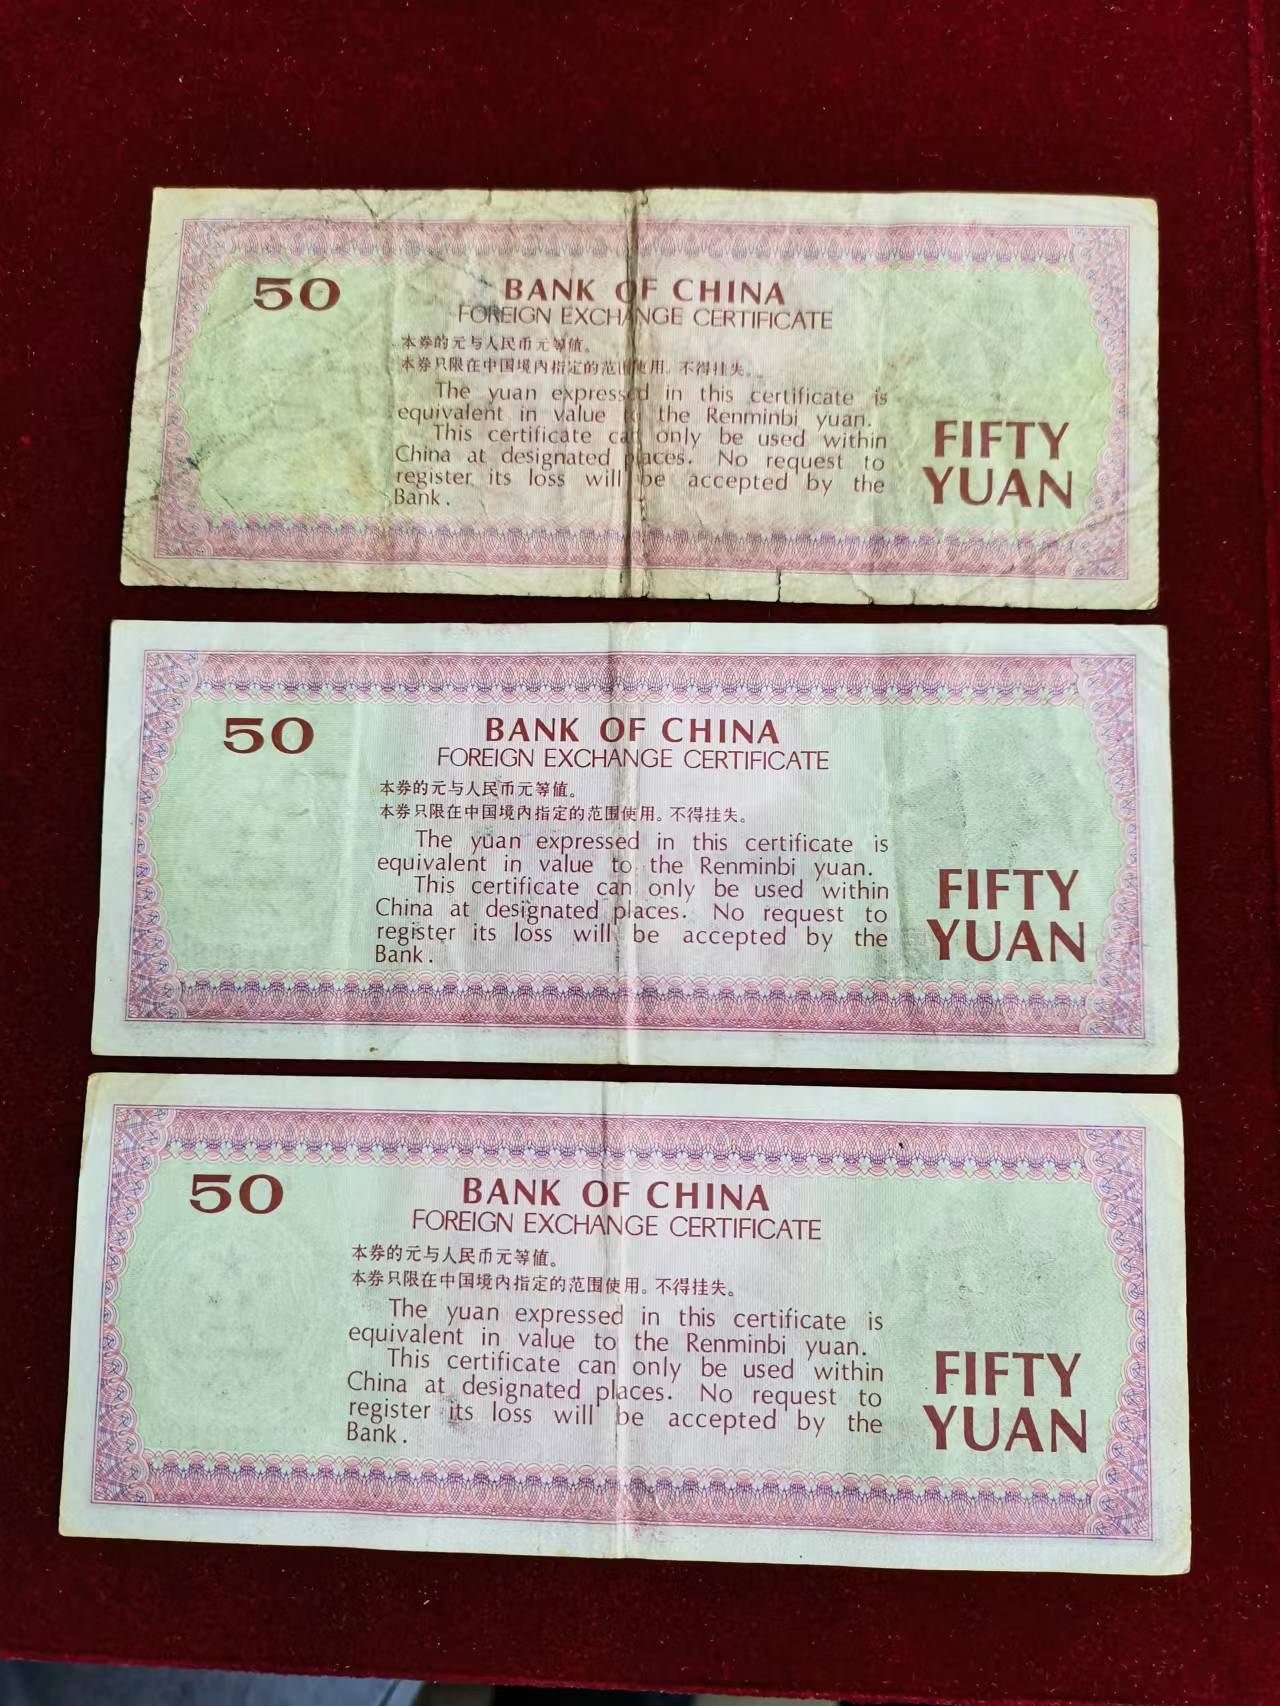 50
BANK OF CHINA
FOREIGN EXCHANGE CERTIFICATE
本券的元与人民币元等值。
本券只限在中国境内指定的范围使用。不得挂失。
The yuan expressed in this certificate is
equivalent in value to the Renminbi yuan.
This certificate can only be used within
China at designated places. No request to
register its loss will be accepted by the
Bank.
FIFTY
YUAN
50
BANK OF CHINA
FOREIGN EXCHANGE CERTIFICATE
本券的元与人民币元等值。
本券只限在中国境内指定的范围使用。不得挂失。
The yuan expressed in this certificate is
equivalent in value to the Renminbi yuan.
This certificate can only be used within
China at designated places. No request to
register its loss will be accepted by the
Bank.
FIFTY
YUAN
50
BANK OF CHINA
FOREIGN EXCHANGE CERTIFICATE
本券的元与人民币元等值。
本券只限在中国境内指定的范围使用。不得挂失。
The yuan expressed in this certificate is
equivalent in value to the Renminbi yuan.
This certificate can only be used within
China at designated places. No request to
register its loss will be accepted by the
Bank.
FIFTY
YUAN